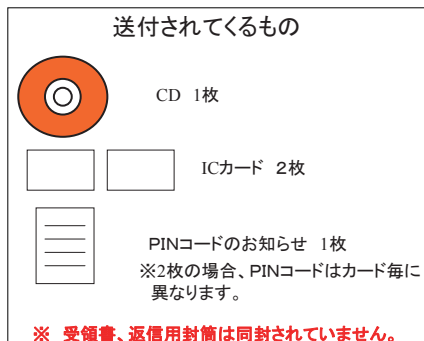 送付されてくるもの
CD 1枚
ICカード 2枚
PINコードのお知らせ 1枚
※2枚の場合、PINコードはカード毎に
異なります。
※ 受領書、返信用封筒は同封されていません。